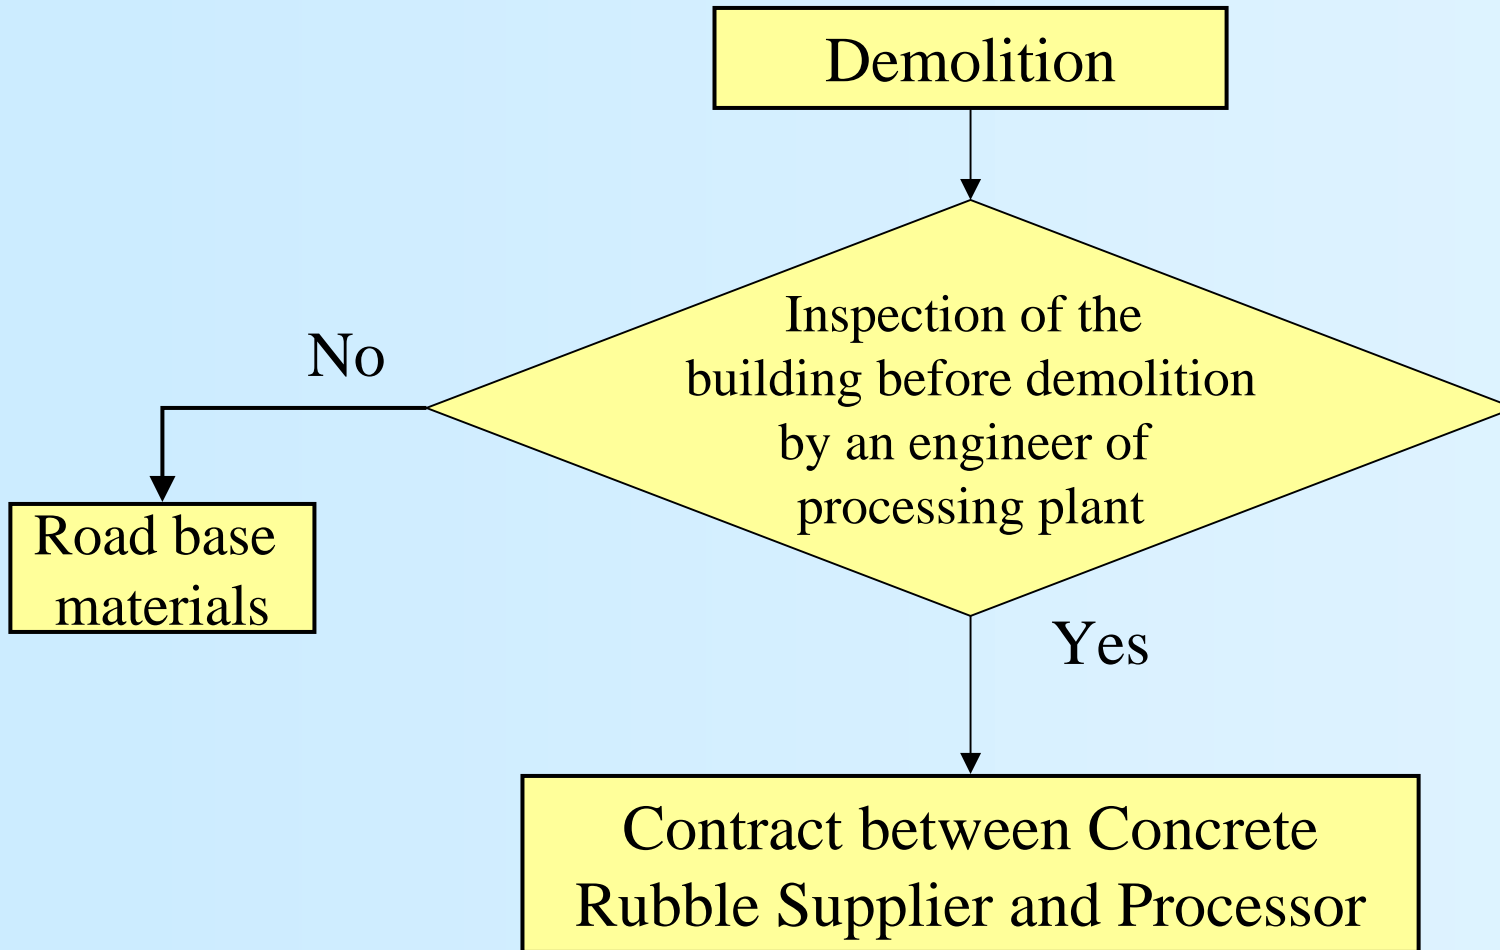 Demolition
Inspection of the
building before demolition
by an engineer of
processing plant
No
Road base
materials
Yes
Contract between Concrete
Rubble Supplier and Processor